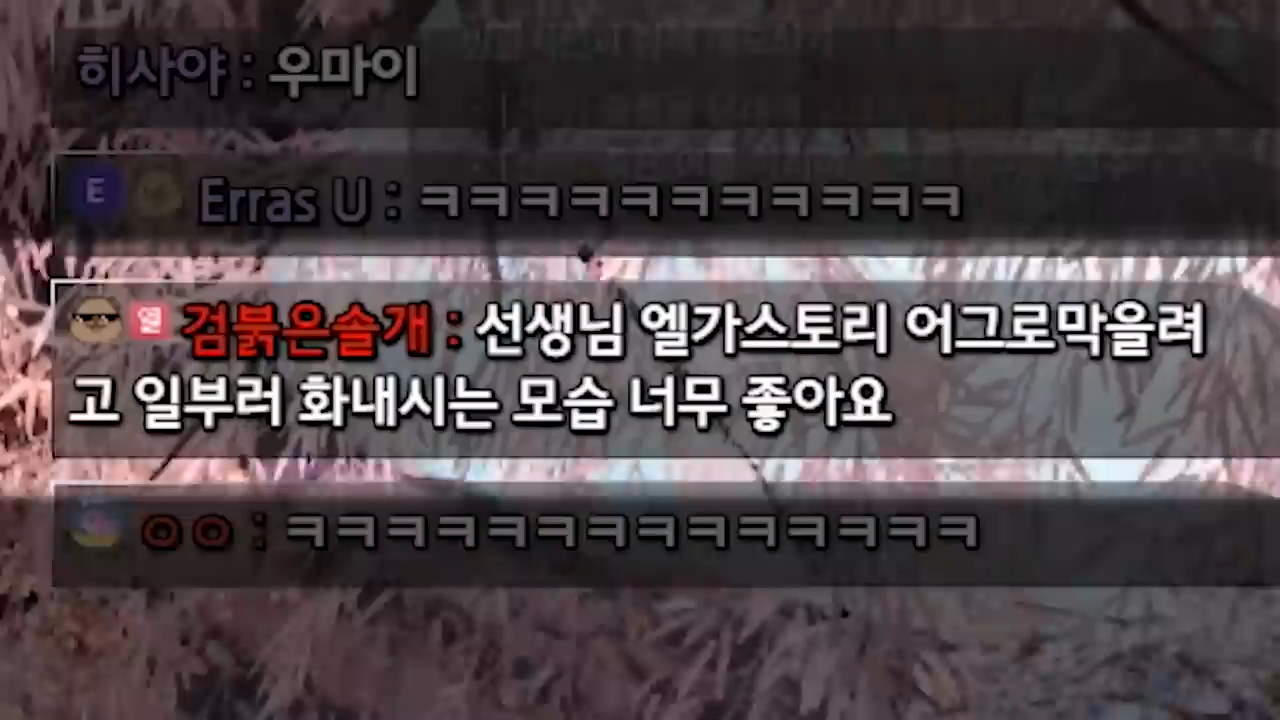 히사야 : 우마이
E Erras U : ㅋㅋㅋㅋㅋㅋㅋㅋㅋㅋㅋ
열 검붉은솔개 : 선생님 엘가스토리 어그로막을려
고 일부러 화내시는 모습 너무 좋아요
ㅇㅇ : ㅋㅋㅋㅋㅋㅋㅋㅋㅋㅋㅋㅋㅋㅋ